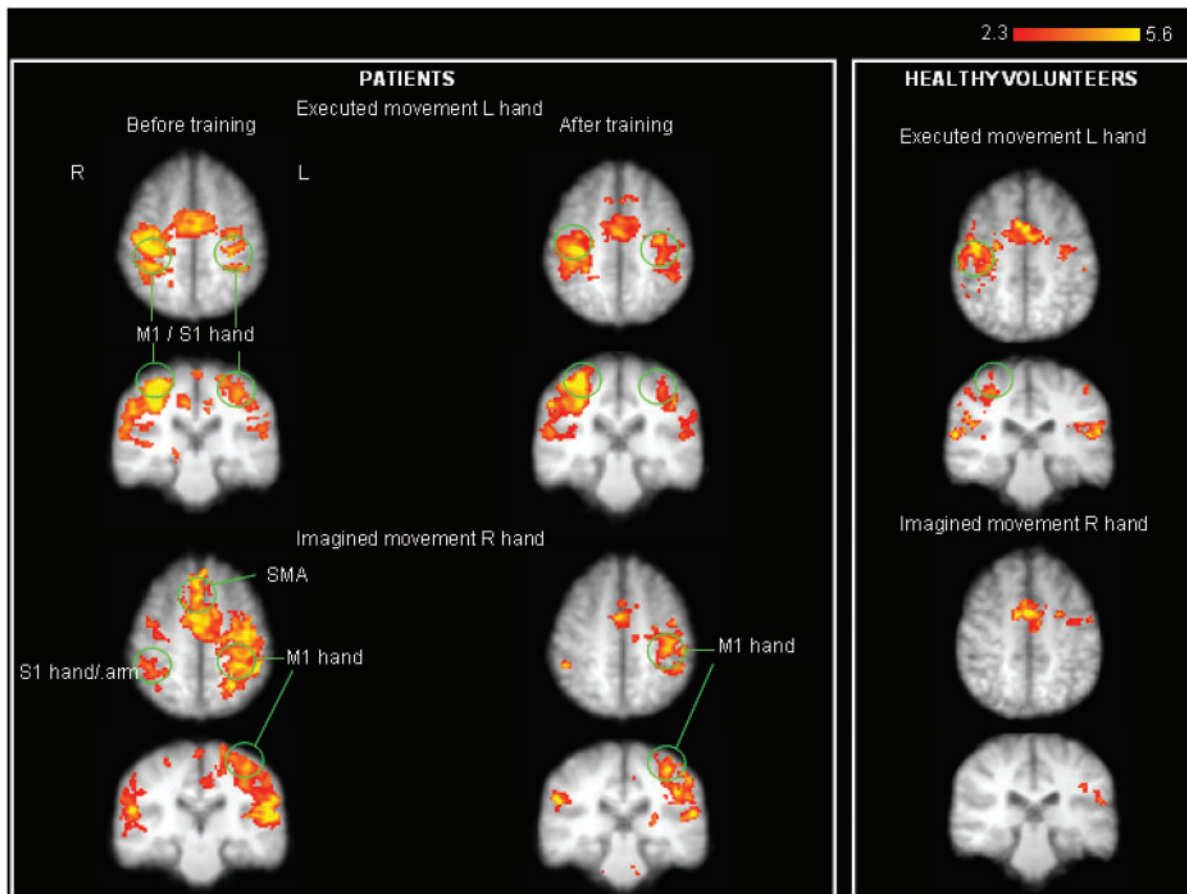 2.3 5.6
PATIENTS
Executed movement L hand
Before training
After training
R
L
M1 / S1 hand
Imagined movement R hand
SMA
S1 hand/.arm
M1 hand
M1 hand
HEALTHY VOLUNTEERS
Executed movement L hand
Imagined movement R hand